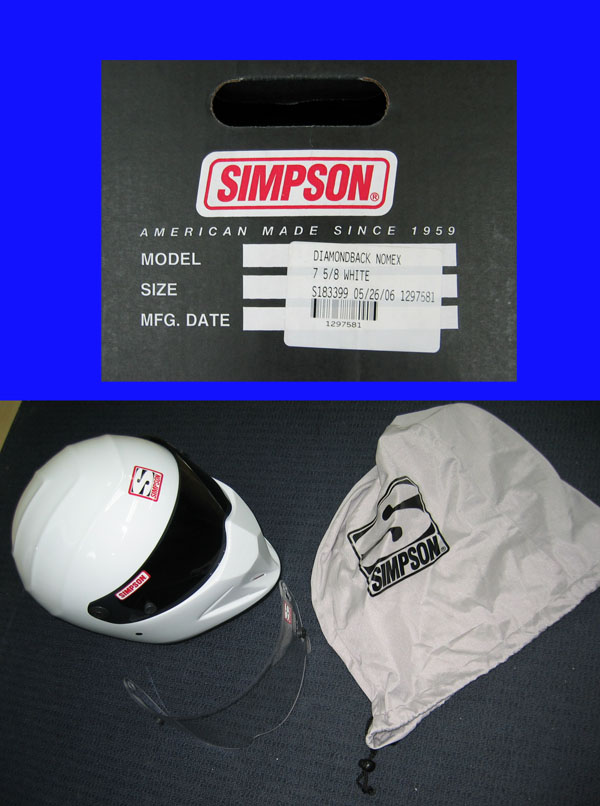 SIMPSON®
AMERICAN MADE SINCE 1959
MODEL
DIAMONDBACK NOMEX
SIZE
7 5/8 WHITE
MFG. DATE
S183399 05/26/06 1297581
1297581
S
SIMPSON
SIMPSON
S
SIMPSON